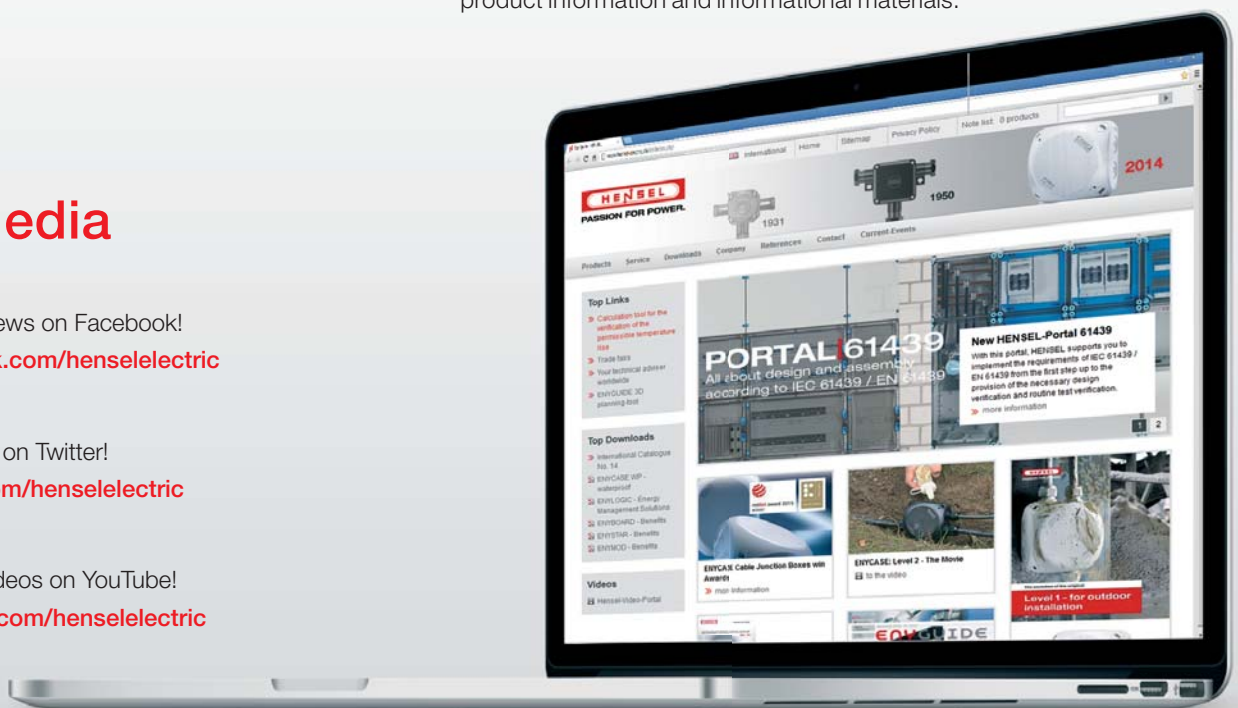 product information and informational materials.
edia
ews on Facebook!
k.com/henselelectric
on Twitter!
om/henselelectric
deos on YouTube!
.com/henselelectric
International Home Sitemap Privacy Policy Note list: 0 products
HENSEL
PASSION FOR POWER.
1931
1950
2014
Products Service Downloads Company References Contact Current Events
Top Links
Calculation tool for the
verification of the
permissible temperature
rise
Trade fairs
Your technical adviser
worldwide
ENYGUIDE 3D
planning tool
PORTAL 61439
All about design and assembly
according to IEC 61439 / EN 61439
New HENSEL-Portal 61439
With this portal, HENSEL supports you to
implement the requirements of IEC 61439 /
EN 61439 from the first step up to the
provision of the necessary design
verification and routine test verification.
more information
1 2
Top Downloads
International Catalogue
No. 14
ENYCASE WP -
waterproof
ENYLOGIC - Energy
Management Solutions
ENYBOARD - Benefits
ENYSTAR - Benefits
ENYMOD - Benefits
Videos
Hensel-Video-Portal
ENYCASE Cable Junction Boxes win
Awards
more information
ENYCASE: Level 2 - The Movie
to the video
HENSEL
Level 1 - for outdoor
installation
ENYGUIDE